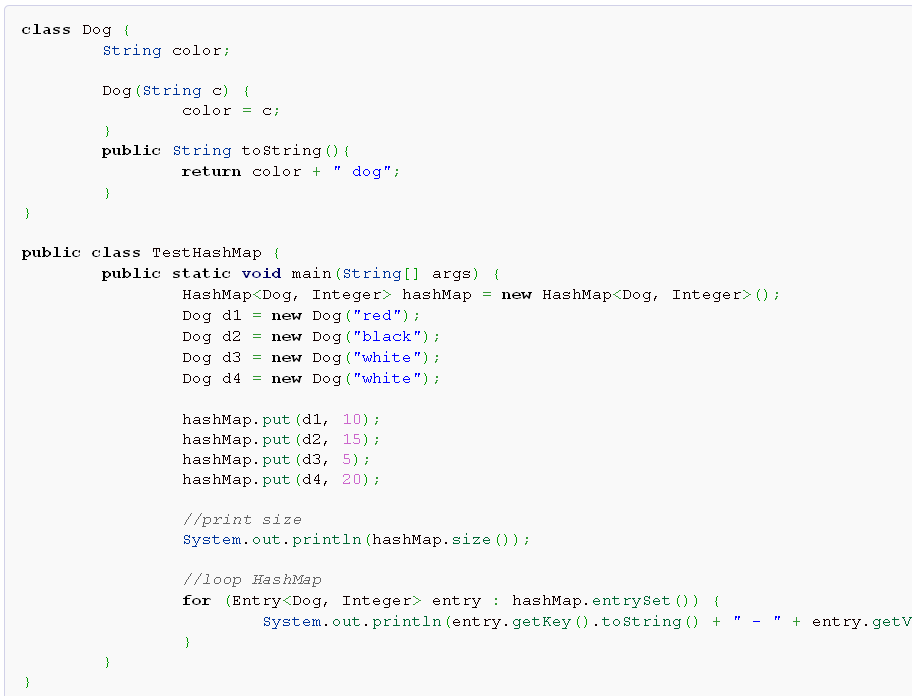 class Dog {
String color;
Dog(String c) {
color = c;
}
public String toString(){
return color + " dog";
}
}
public class TestHashMap {
public static void main(String[] args) {
HashMap<Dog, Integer> hashMap = new HashMap<Dog, Integer>();
Dog d1 = new Dog("red");
Dog d2 = new Dog("black");
Dog d3 = new Dog("white");
Dog d4 = new Dog("white");
hashMap.put(d1, 10);
hashMap.put(d2, 15);
hashMap.put(d3, 5);
hashMap.put(d4, 20);
//print size
System.out.println(hashMap.size());
//loop HashMap
for (Entry<Dog, Integer> entry : hashMap.entrySet()) {
System.out.println(entry.getKey().toString() + " - " + entry.getV
}
}
}